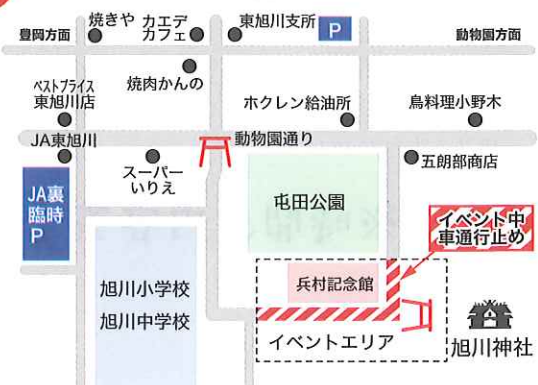 焼きや
カエデ
カフェ
東旭川支所
P
豊岡方面
動物園方面
焼肉かんの
ベストプライス
東旭川店
ホクレン給油所
鳥料理小野木
JA東旭川
動物園通り
スーパー
いりえ
五朗部商店
JA裏
臨時
P
屯田公園
イベント中
車通行止め
兵村記念館
旭川小学校
旭川中学校
イベントエリア
旭川神社